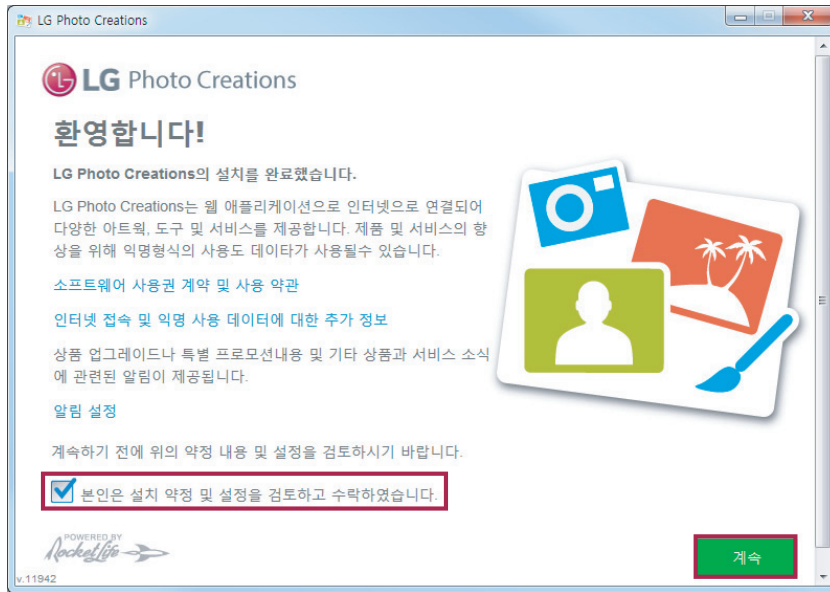 LG Photo Creations
LG Photo Creations
환영합니다!
LG Photo Creations의 설치를 완료했습니다.
LG Photo Creations는 웹 애플리케이션으로 인터넷으로 연결되어
다양한 아트웍, 도구 및 서비스를 제공합니다. 제품 및 서비스의 향
상을 위해 익명형식의 사용도 데이타가 사용될수 있습니다.
소프트웨어 사용권 계약 및 사용 약관
인터넷 접속 및 익명 사용 데이터에 대한 추가 정보
상품 업그레이드나 특별 프로모션내용 및 기타 상품과 서비스 소식
에 관련된 알림이 제공됩니다.
알림 설정
계속하기 전에 위의 약정 내용 및 설정을 검토하시기 바랍니다.
본인은 설치 약정 및 설정을 검토하고 수락하였습니다.
POWERED BY
RocketLife
계속
v.11942